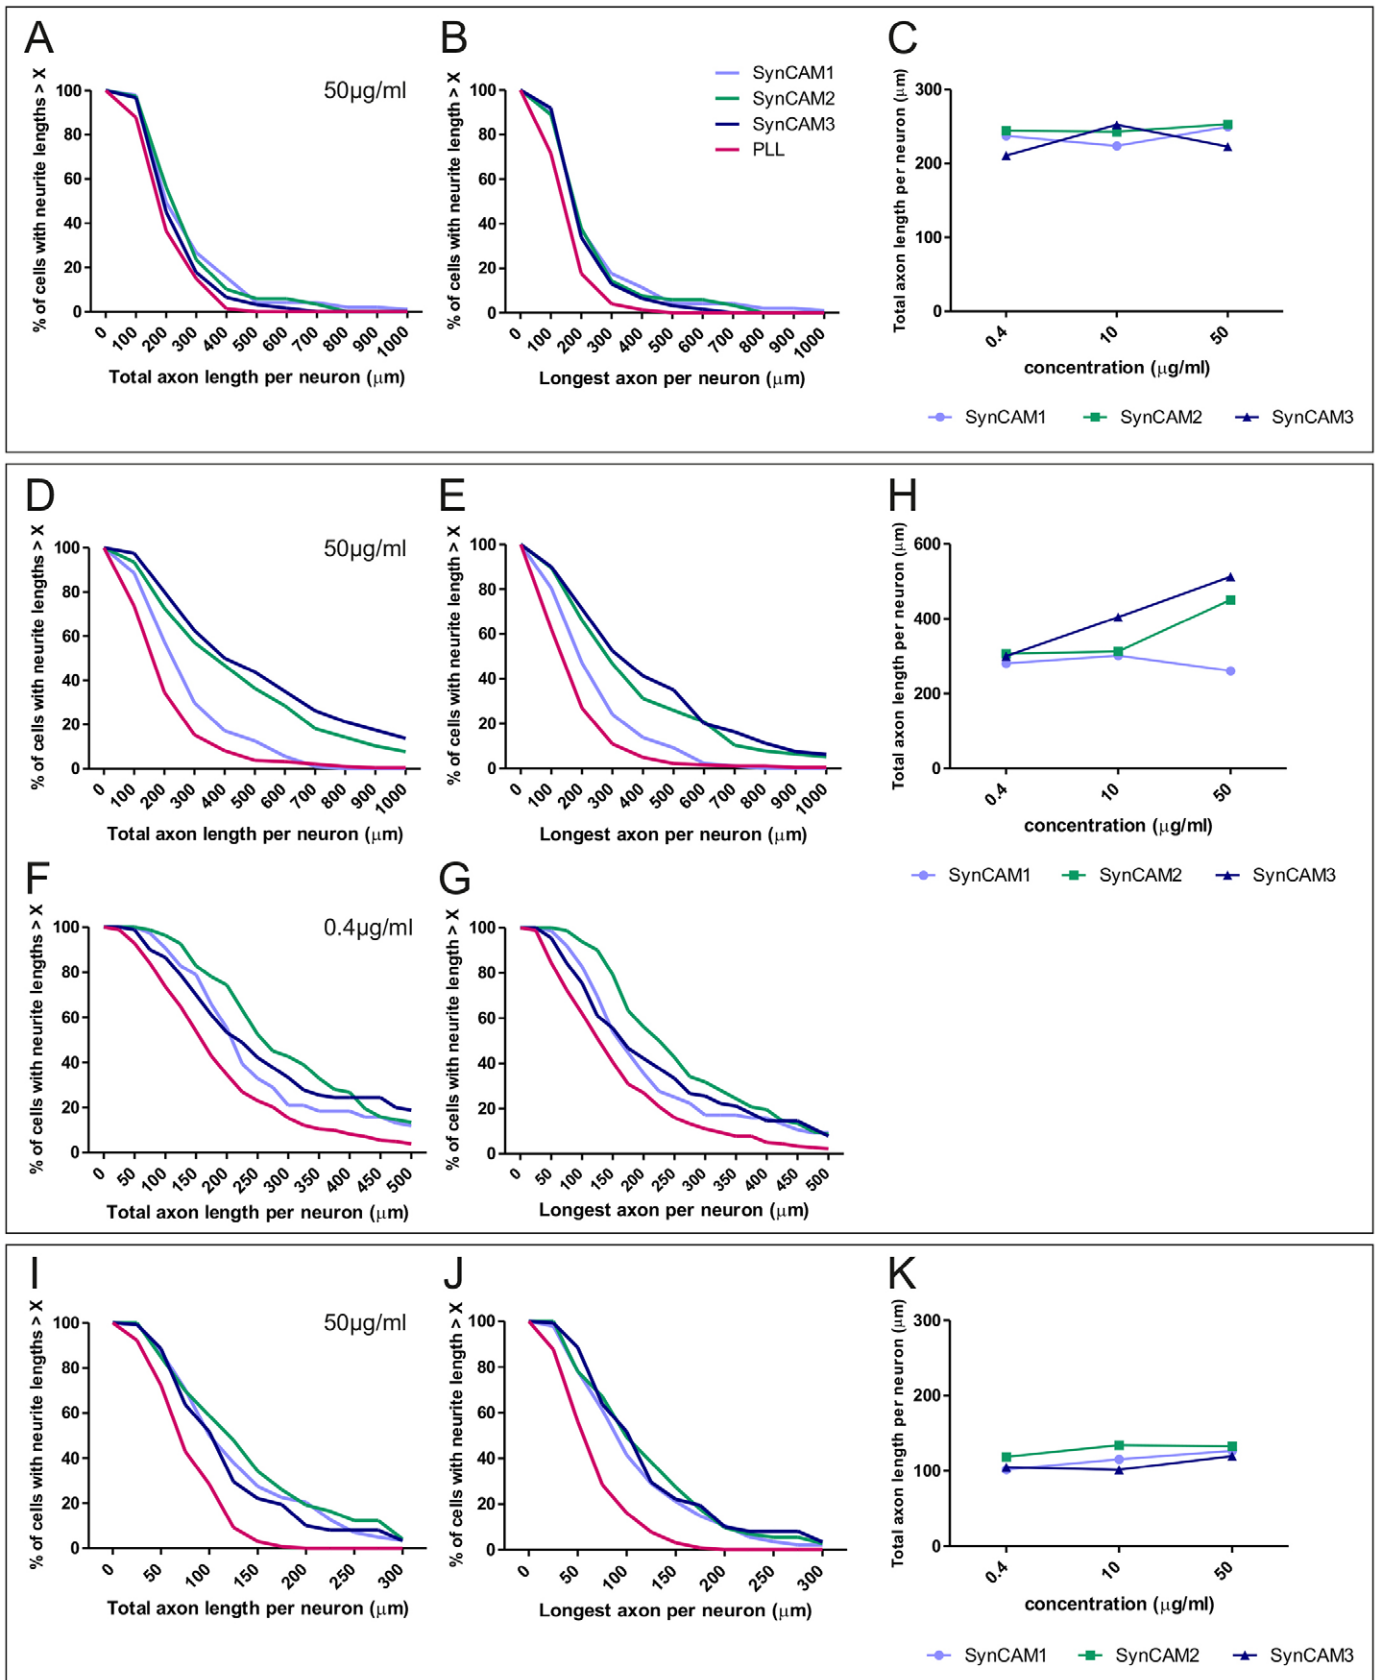 A
B
C
% of cells with neurite lengths > X
100
80
60
40
20
0
50µg/ml
0
100
200
300
400
500
600
700
800
900
1000
Total axon length per neuron (µm)
% of cells with neurite length > X
100
80
60
40
20
0
SynCAM1
SynCAM2
SynCAM3
PLL
0
100
200
300
400
500
600
700
800
900
1000
Longest axon per neuron (µm)
Total axon length per neuron (µm)
300
200
100
0
0.4
10
50
concentration (µg/ml)
SynCAM1
SynCAM2
SynCAM3
D
E
H
% of cells with neurite lengths > X
100
80
60
40
20
0
50µg/ml
0
100
200
300
400
500
600
700
800
900
1000
Total axon length per neuron (µm)
% of cells with neurite length > X
100
80
60
40
20
0
0
100
200
300
400
500
600
700
800
900
1000
Longest axon per neuron (µm)
Total axon length per neuron (µm)
600
400
200
0
0.4
10
50
concentration (µg/ml)
SynCAM1
SynCAM2
SynCAM3
F
G
% of cells with neurite lengths > X
100
80
60
40
20
0
0.4µg/ml
0
50
100
150
200
250
300
350
400
450
500
Total axon length per neuron (µm)
% of cells with neurite length > X
100
80
60
40
20
0
0
50
100
150
200
250
300
350
400
450
500
Longest axon per neuron (µm)
I
J
K
% of cells with neurite lengths > X
100
80
60
40
20
0
50µg/ml
0
50
100
150
200
250
300
Total axon length per neuron (µm)
% of cells with neurite length > X
100
80
60
40
20
0
0
50
100
150
200
250
300
Longest axon per neuron (µm)
Total axon length per neuron (µm)
300
200
100
0
0.4
10
50
concentration (µg/ml)
SynCAM1
SynCAM2
SynCAM3